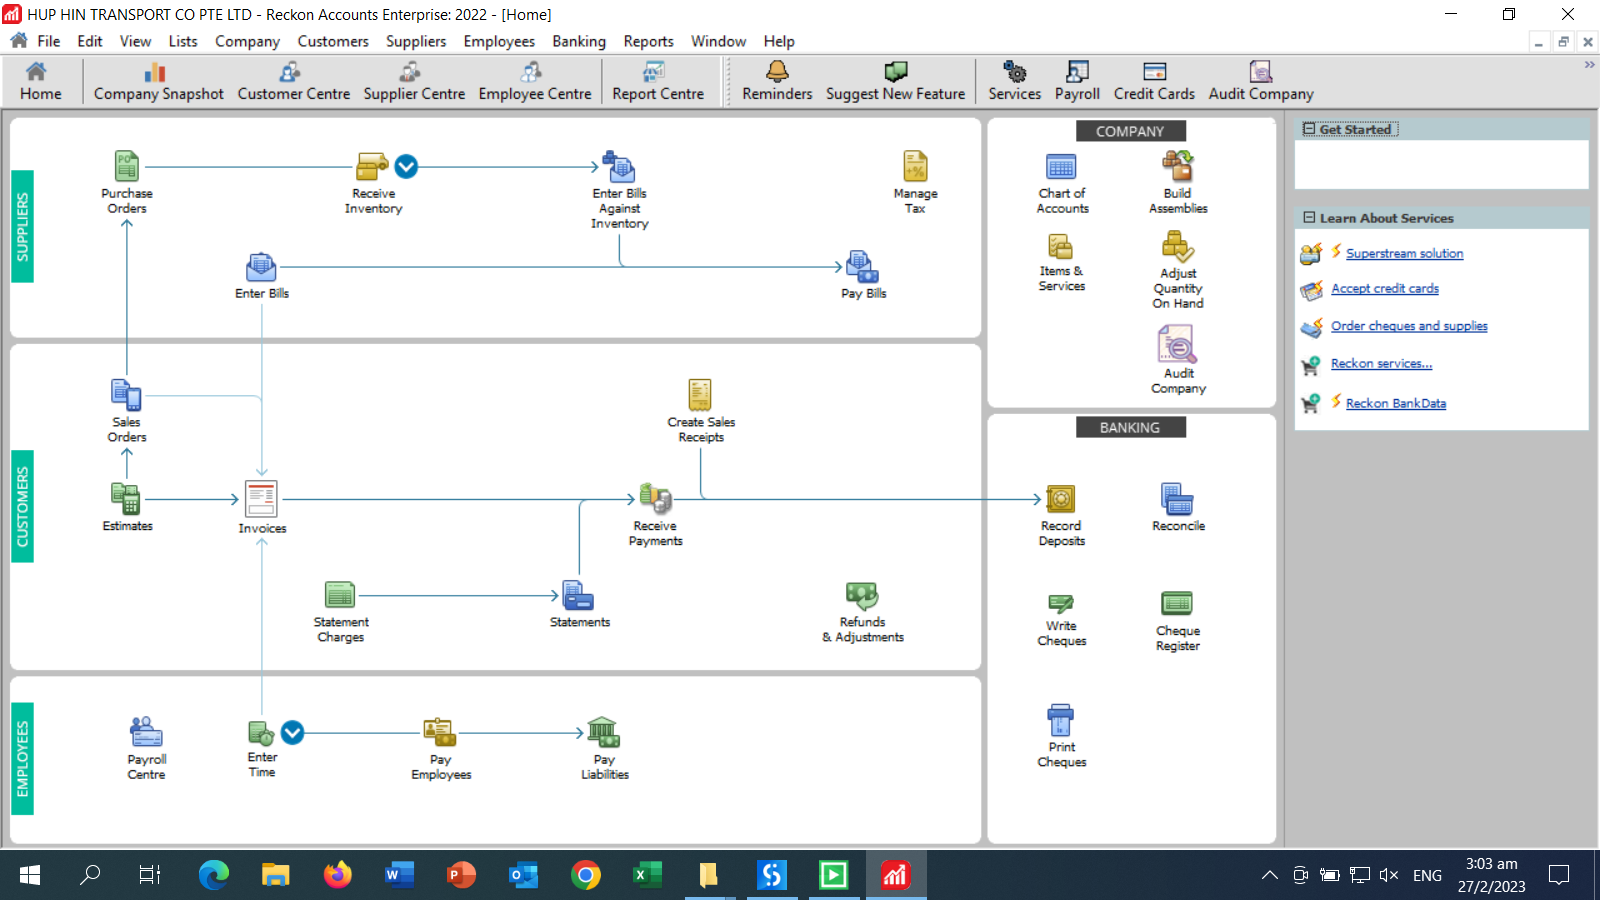 HUP HIN TRANSPORT CO PTE LTD - Reckon Accounts Enterprise: 2022 - [Home]
File Edit View Lists Company Customers Suppliers Employees Banking Reports Window Help
Home Company Snapshot Customer Centre Supplier Centre Employee Centre Report Centre Reminders Suggest New Feature Services Payroll Credit Cards Audit Company
SUPPLIERS
PO
Purchase
Orders
Receive
Inventory
Enter Bills
Against
Inventory
Manage
Tax
Enter Bills
Pay Bills
CUSTOMERS
Sales
Orders
Create Sales
Receipts
Estimates
Invoices
Receive
Payments
Statement
Charges
Statements
Refunds
& Adjustments
EMPLOYEES
Payroll
Centre
Enter
Time
Pay
Employees
Pay
Liabilities
COMPANY
Chart of
Accounts
Build
Assemblies
Items &
Services
Adjust
Quantity
On Hand
Audit
Company
BANKING
Record
Deposits
Reconcile
Write
Cheques
Cheque
Register
Print
Cheques
Get Started
Learn About Services
Superstream solution
Accept credit cards
Order cheques and supplies
Reckon services...
Reckon BankData
ENG
3:03 am
27/2/2023